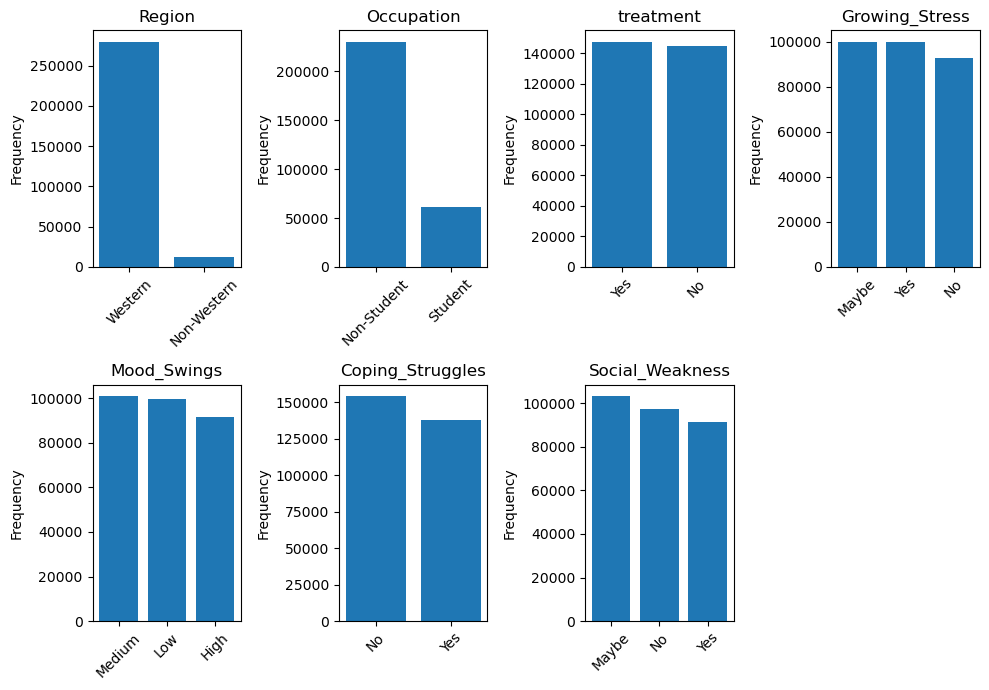 Region
Frequency
250000
200000
150000
100000
50000
0
Western
Non-Western
Occupation
Frequency
200000
150000
100000
50000
0
Non-Student
Student
treatment
Frequency
140000
120000
100000
80000
60000
40000
20000
0
Yes
No
Growing_Stress
Frequency
100000
80000
60000
40000
20000
0
Maybe
Yes
No
Mood_Swings
Frequency
100000
80000
60000
40000
20000
0
Medium
Low
High
Coping_Struggles
Frequency
150000
125000
100000
75000
50000
25000
0
No
Yes
Social_Weakness
Frequency
100000
80000
60000
40000
20000
0
Maybe
No
Yes